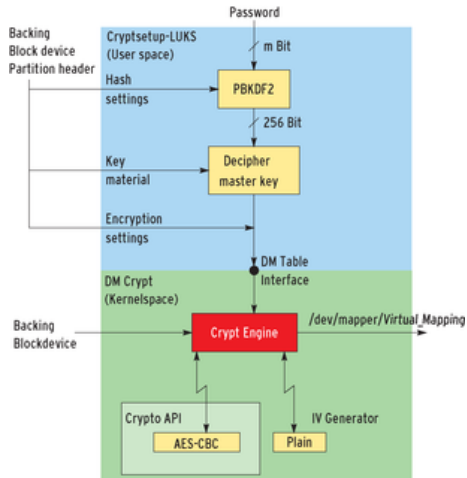 Password
Backing
Block device
Partition header
Cryptsetup-LUKS
(User space)
m Bit
Hash
settings
PBKDF2
256 Bit
Key
material
Decipher
master key
Encryption
settings
DM Table
Interface
DM Crypt
(Kernelspace)
/dev/mapper/Virtual_Mapping
Backing
Blockdevice
Crypt Engine
Crypto API
IV Generator
AES-CBC
Plain